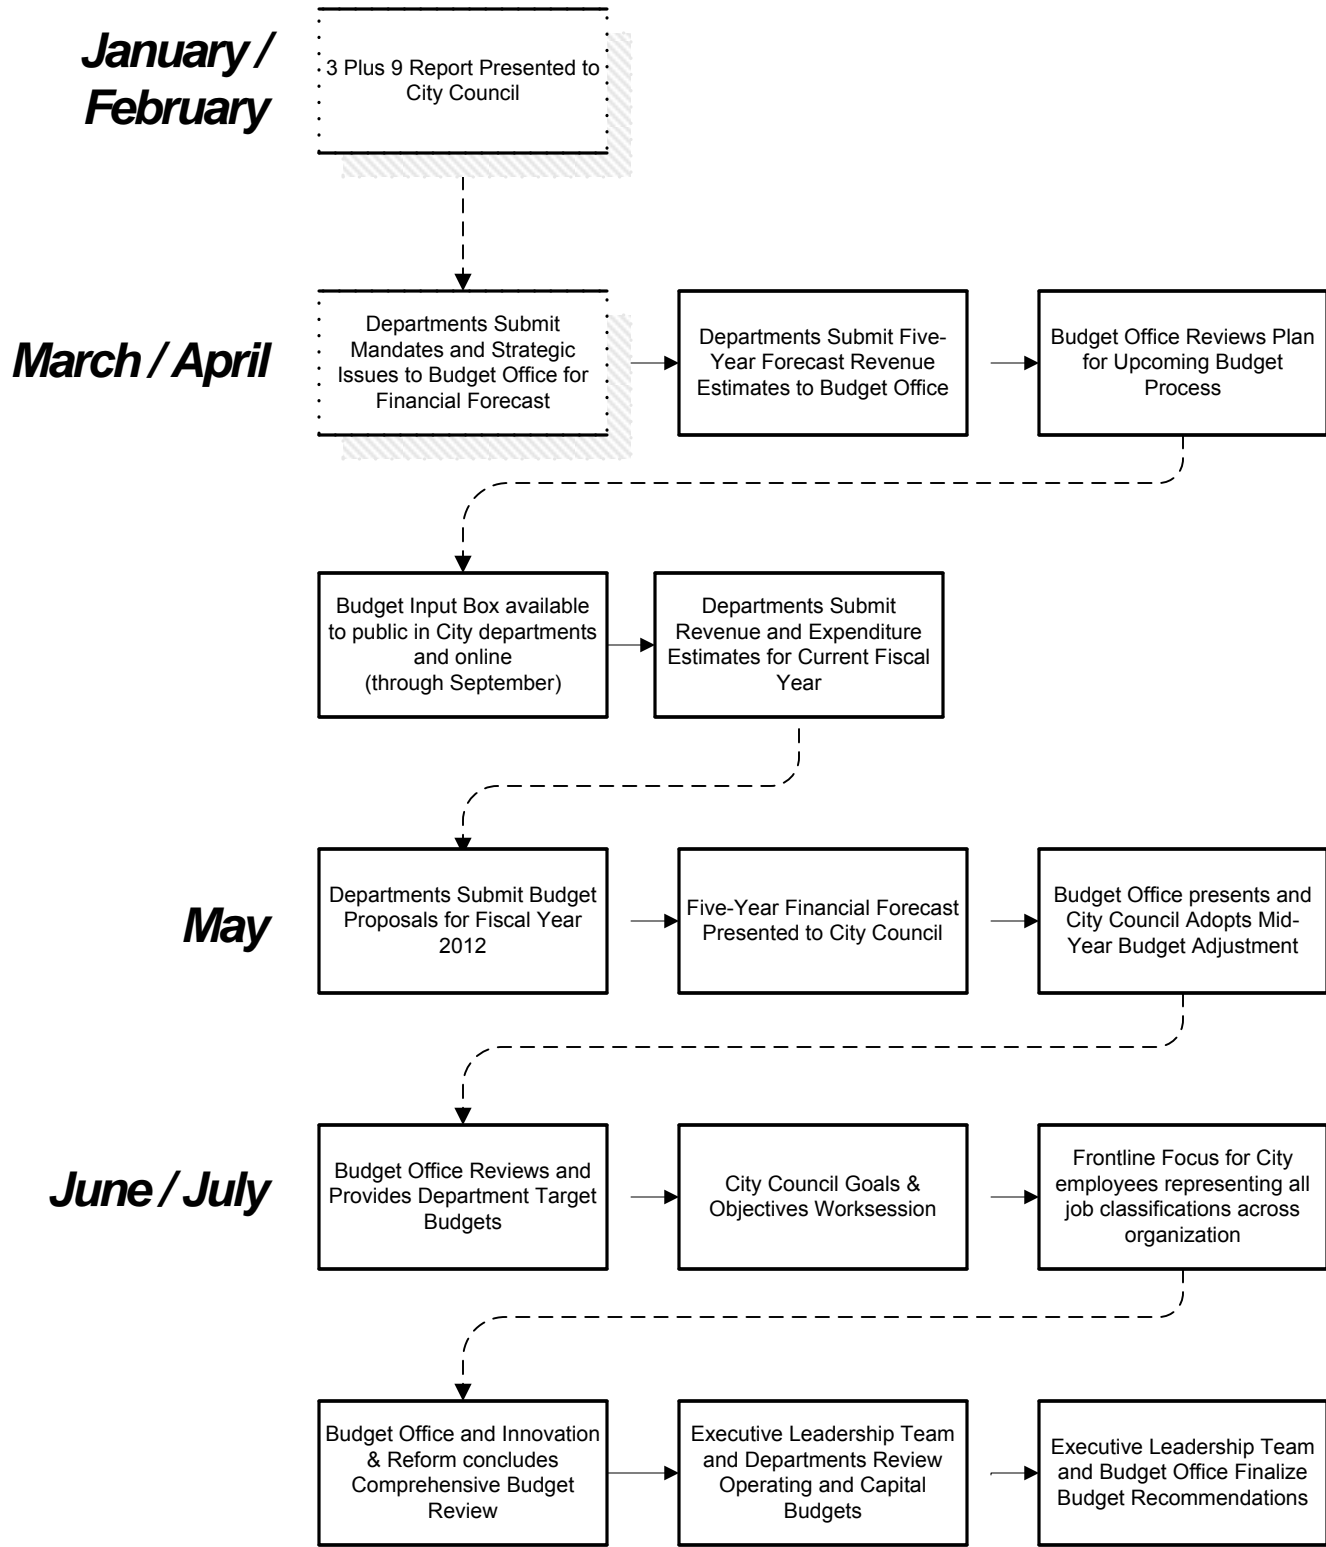 January /
February
3 Plus 9 Report Presented to
City Council
March / April
Departments Submit
Mandates and Strategic
Issues to Budget Office for
Financial Forecast
Departments Submit Five-
Year Forecast Revenue
Estimates to Budget Office
Budget Office Reviews Plan
for Upcoming Budget
Process
Budget Input Box available
to public in City departments
and online
(through September)
Departments Submit
Revenue and Expenditure
Estimates for Current Fiscal
Year
May
Departments Submit Budget
Proposals for Fiscal Year
2012
Five-Year Financial Forecast
Presented to City Council
Budget Office presents and
City Council Adopts Mid-
Year Budget Adjustment
June / July
Budget Office Reviews and
Provides Department Target
Budgets
City Council Goals &
Objectives Worksession
Frontline Focus for City
employees representing all
job classifications across
organization
Budget Office and Innovation
& Reform concludes
Comprehensive Budget
Review
Executive Leadership Team
and Departments Review
Operating and Capital
Budgets
Executive Leadership Team
and Budget Office Finalize
Budget Recommendations